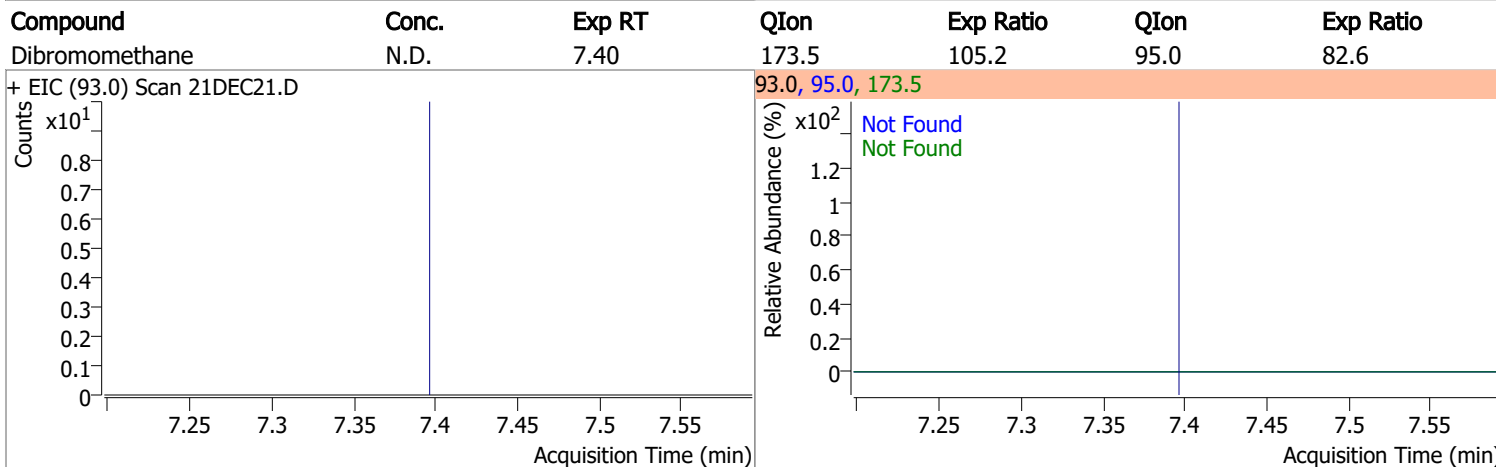 Compound Conc. Exp RT QIon Exp Ratio QIon Exp Ratio
Dibromomethane N.D. 7.40 173.5 105.2 95.0 82.6
+ EIC (93.0) Scan 21DEC21.D
Counts
x10¹
0.8
0.7
0.6
0.5
0.4
0.3
0.2
0.1
0
7.25 7.3 7.35 7.4 7.45 7.5 7.55
Acquisition Time (min)
93.0, 95.0, 173.5
Relative Abundance (%)
x10²
Not Found
Not Found
1.2
1
0.8
0.6
0.4
0.2
0
7.25 7.3 7.35 7.4 7.45 7.5 7.55
Acquisition Time (min)